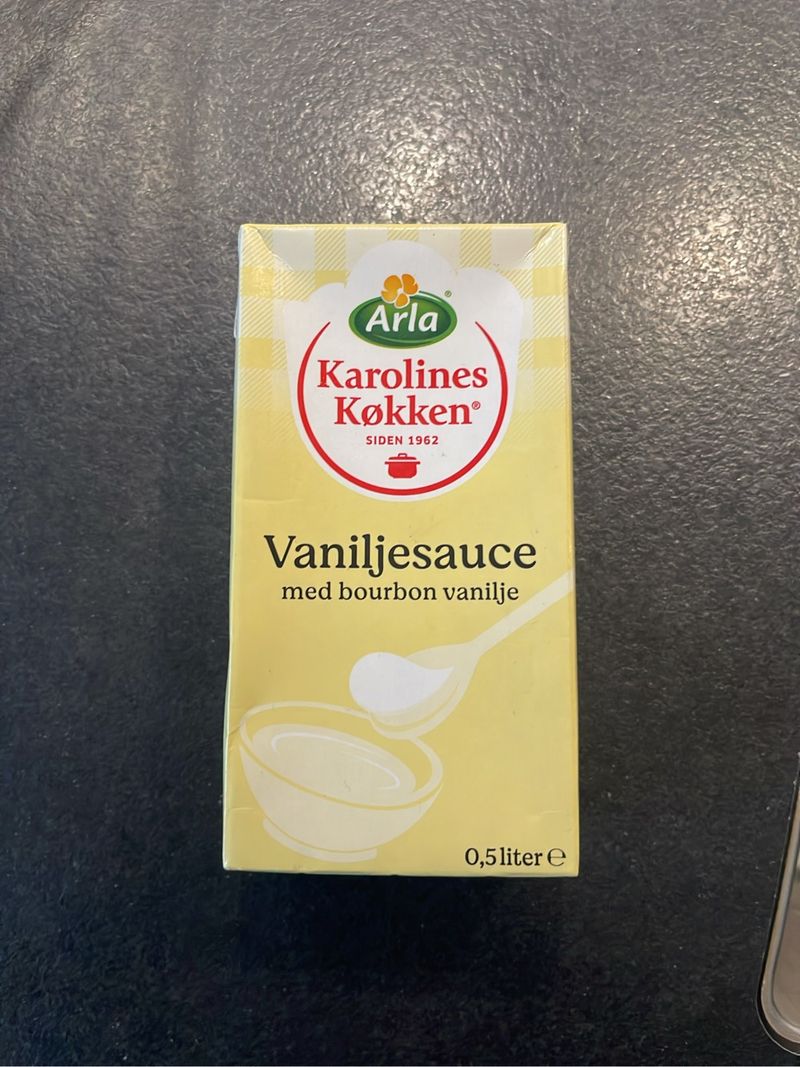 Arla®
Karolines
Køkken®
SIDEN 1962
Vaniljesauce
med bourbon vanilje
0,5 liter ℮